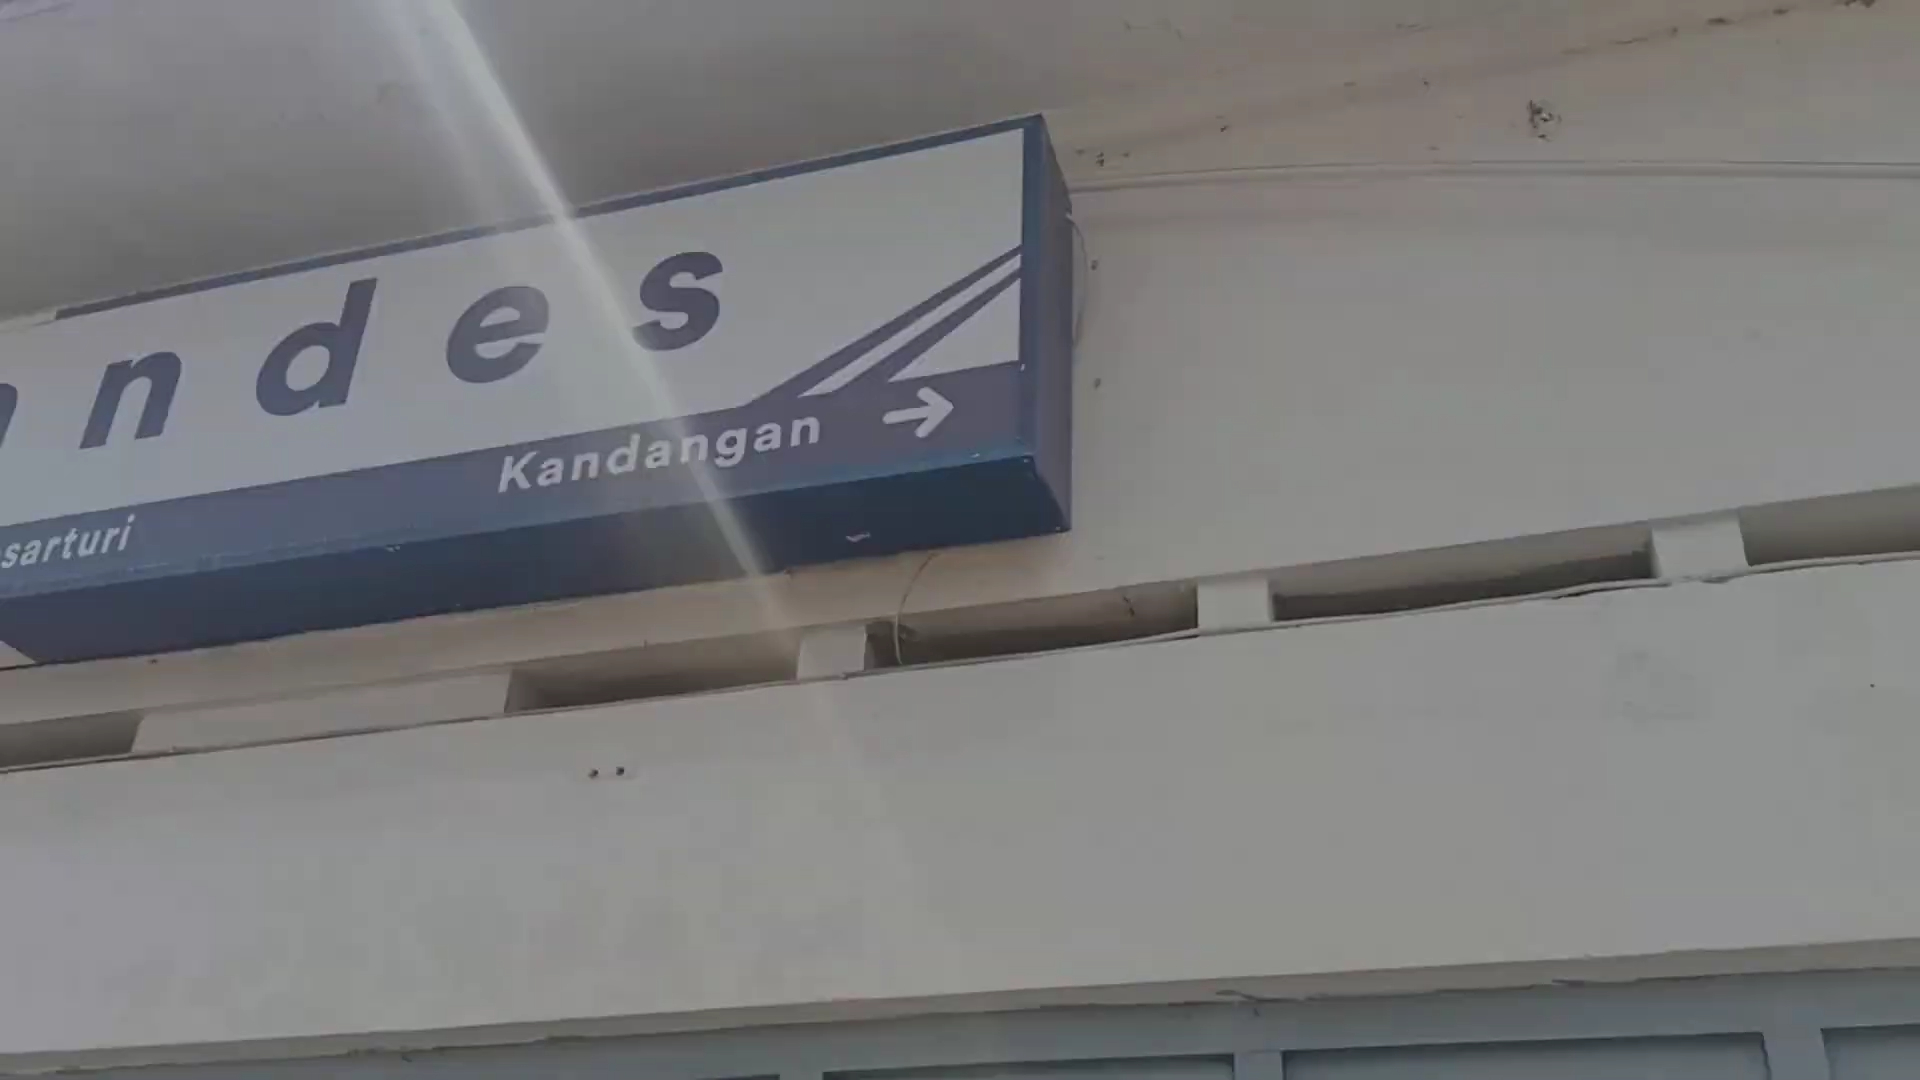 ndes
sarturi Kandangan →